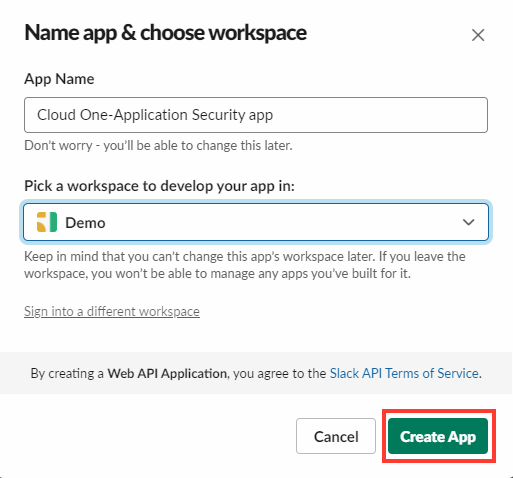 Name app & choose workspace
App Name
Cloud One-Application Security app
Don't worry - you'll be able to change this later.
Pick a workspace to develop your app in:
Demo
Keep in mind that you can't change this app's workspace later. If you leave the
workspace, you won't be able to manage any apps you've built for it.
Sign into a different workspace
By creating a Web API Application, you agree to the Slack API Terms of Service.
Cancel
Create App